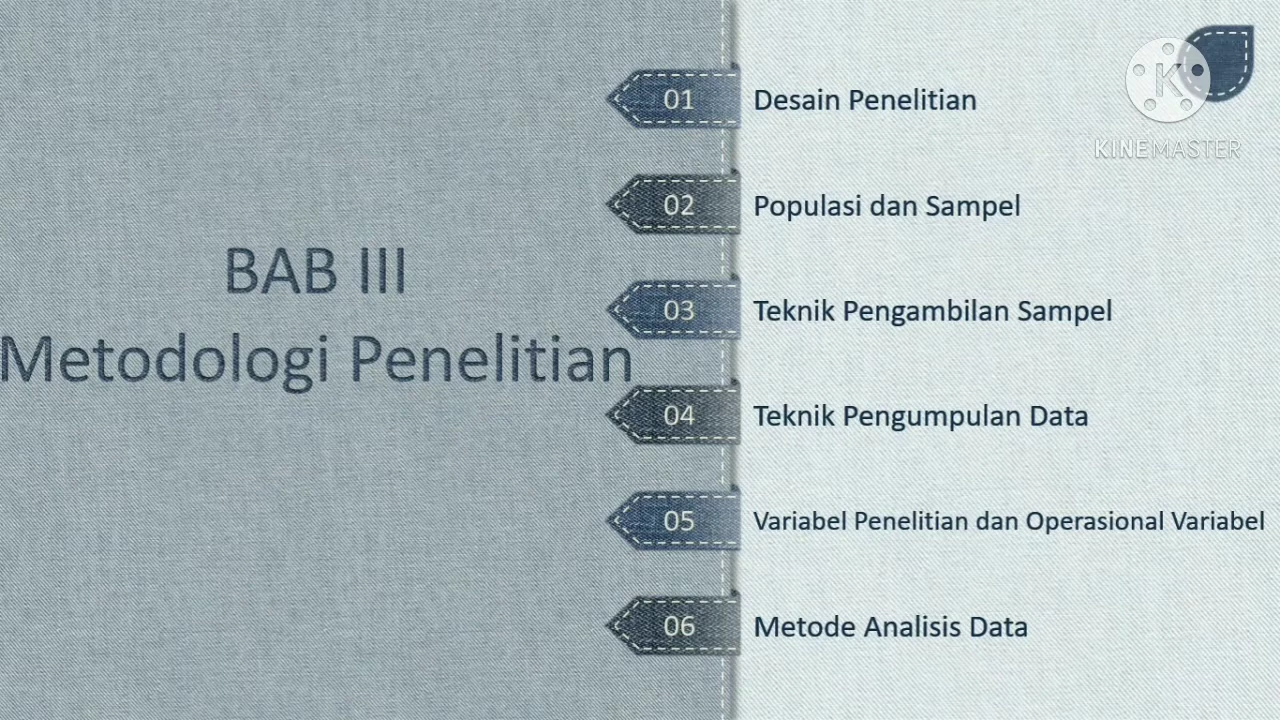 BAB III
Metodologi Penelitian
01 Desain Penelitian
02 Populasi dan Sampel
03 Teknik Pengambilan Sampel
04 Teknik Pengumpulan Data
05 Variabel Penelitian dan Operasional Variabel
06 Metode Analisis Data
K
KINEMASTER